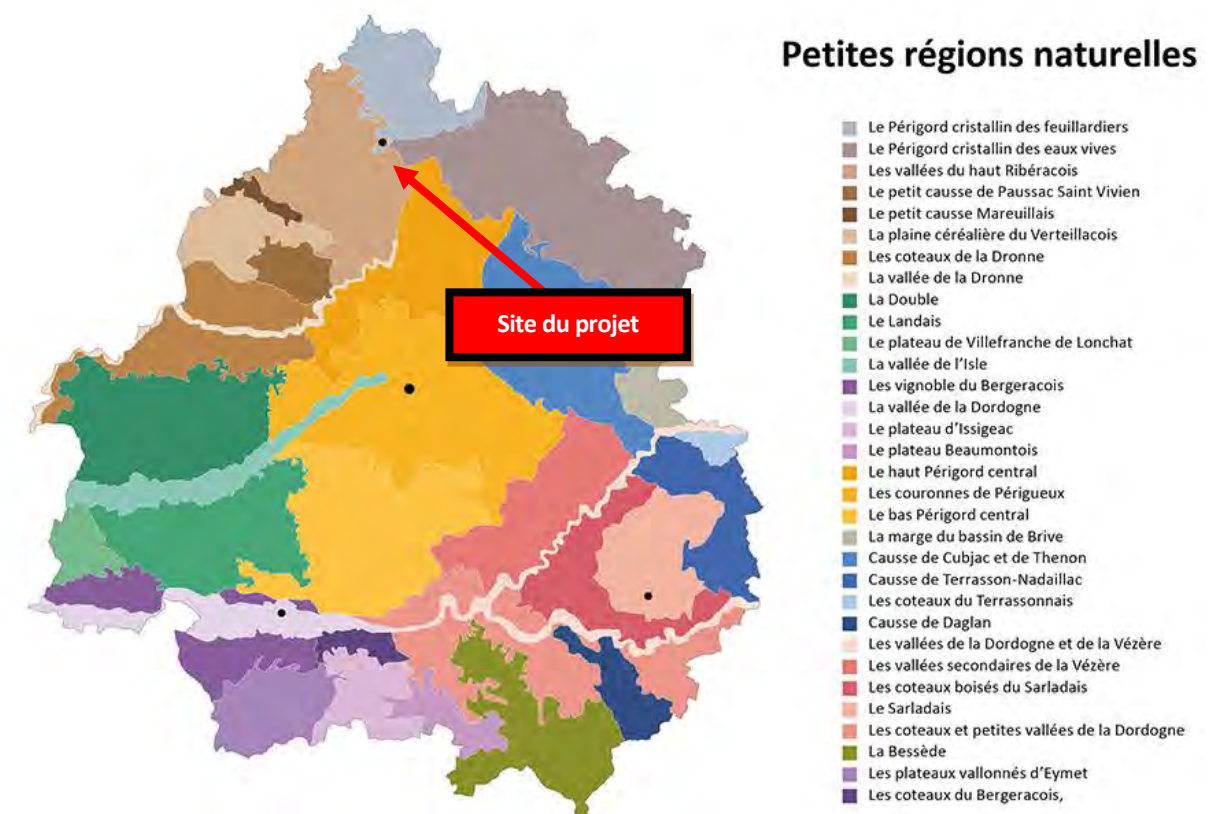 Petites régions naturelles
Le Périgord cristallin des feuillardiers
Le Périgord cristallin des eaux vives
Les vallées du haut Ribéracois
Le petit causse de Paussac Saint Vivien
Le petit causse Mareuillais
La plaine céréalière du Verteillacois
Les coteaux de la Dronne
La vallée de la Dronne
La Double
Le Landais
Le plateau de Villefranche de Lonchat
La vallée de l'Isle
Les vignoble du Bergeracois
La vallée de la Dordogne
Le plateau d'Issigeac
Le plateau Beaumontois
Le haut Périgord central
Les couronnes de Périgueux
Le bas Périgord central
La marge du bassin de Brive
Causse de Cubjac et de Thenon
Causse de Terrasson-Nadaillac
Les coteaux du Terrassonnais
Causse de Daglan
Les vallées de la Dordogne et de la Vézère
Les vallées secondaires de la Vézère
Les coteaux boisés du Sarladais
Le Sarladais
Les coteaux et petites vallées de la Dordogne
La Bessède
Les plateaux vallonnés d'Eymet
Les coteaux du Bergeracois,
Site du projet